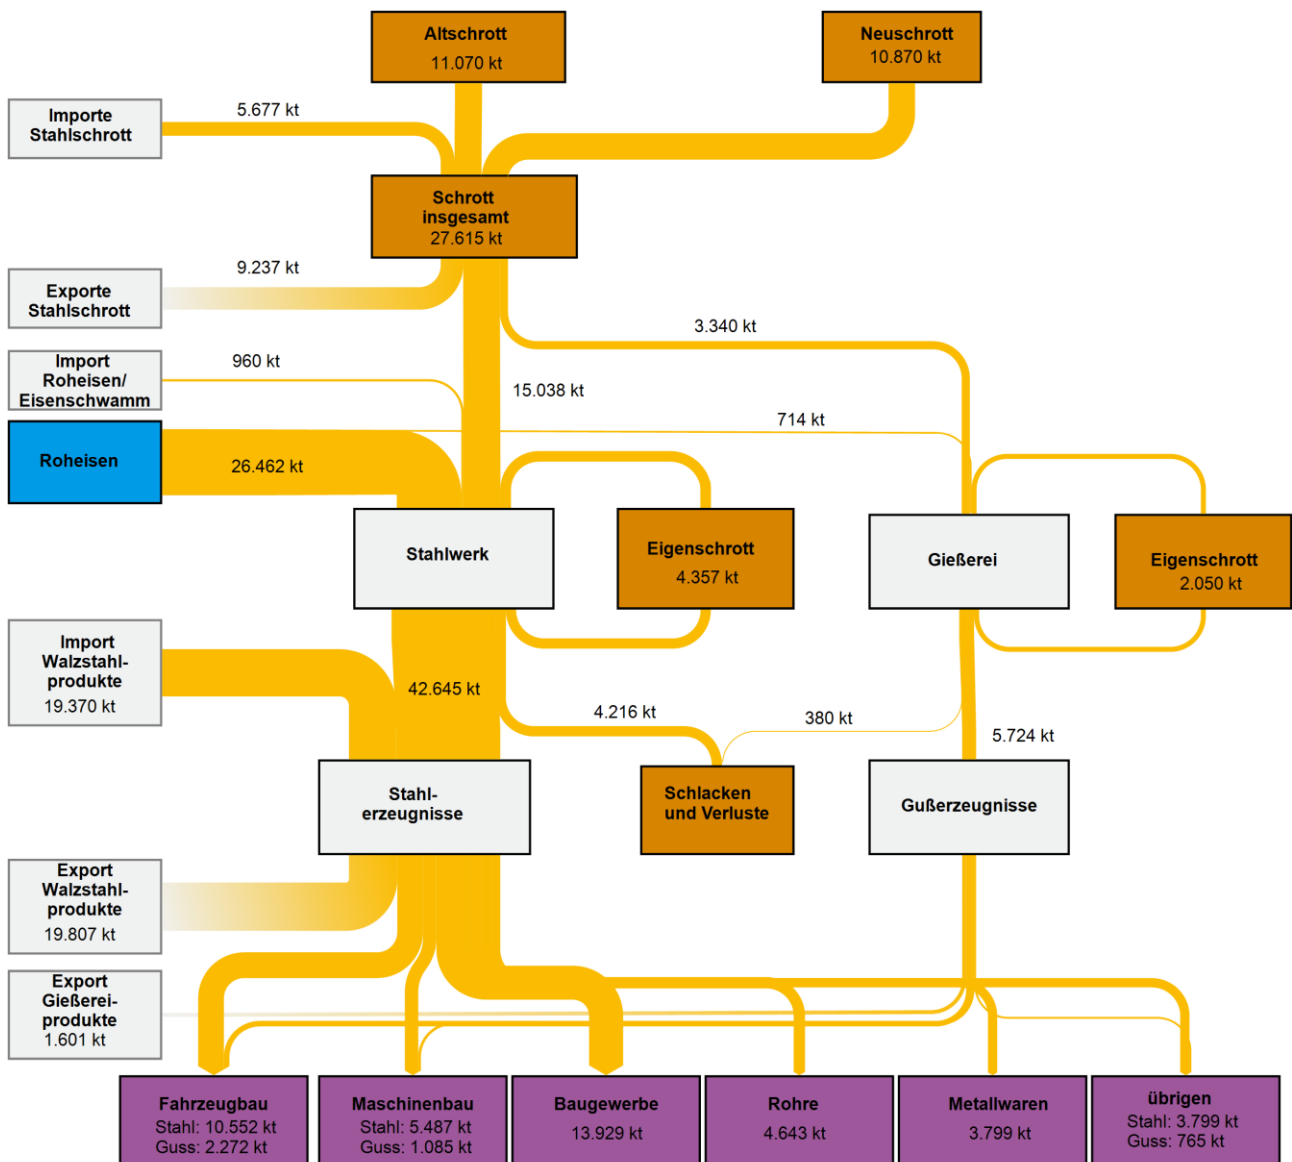 Altschrott
11.070 kt
Neuschrott
10.870 kt
Importe
Stahlschrott
5.677 kt
Schrott
insgesamt
27.615 kt
Exporte
Stahlschrott
9.237 kt
3.340 kt
Import
Roheisen/
Eisenschwamm
960 kt
15.038 kt
714 kt
Roheisen
26.462 kt
Stahlwerk
Eigenschrott
4.357 kt
Gießerei
Eigenschrott
2.050 kt
Import
Walzstahl-
produkte
19.370 kt
42.645 kt
4.216 kt
380 kt
5.724 kt
Stahl-
erzeugnisse
Schlacken
und Verluste
Gußerzeugnisse
Export
Walzstahl-
produkte
19.807 kt
Export
Gießerei-
produkte
1.601 kt
Fahrzeugbau
Stahl: 10.552 kt
Guss: 2.272 kt
Maschinenbau
Stahl: 5.487 kt
Guss: 1.085 kt
Baugewerbe
13.929 kt
Rohre
4.643 kt
Metallwaren
3.799 kt
übrigen
Stahl: 3.799 kt
Guss: 765 kt